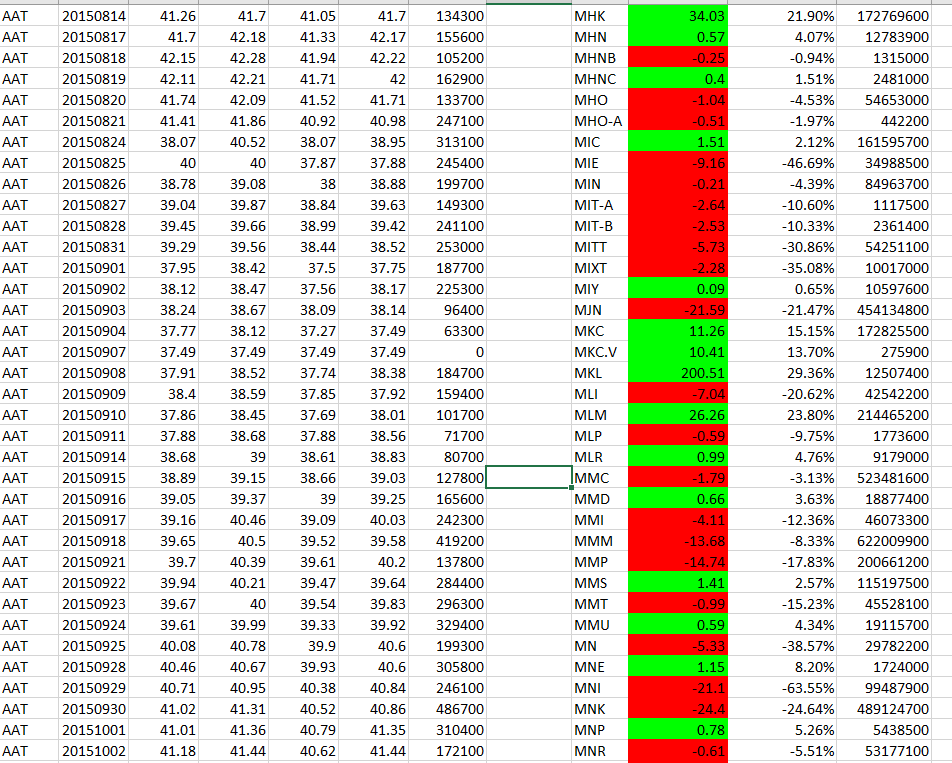 AAT 20150814 41.26 41.7 41.05 41.7 134300 MHK 34.03 21.90% 172769600
AAT 20150817 41.7 42.18 41.33 42.17 155600 MHN 0.57 4.07% 12783900
AAT 20150818 42.15 42.28 41.94 42.22 105200 MHNB -0.25 -0.94% 1315000
AAT 20150819 42.11 42.21 41.71 42 162900 MHNC 0.4 1.51% 2481000
AAT 20150820 41.74 42.09 41.52 41.71 133700 MHO -1.04 -4.53% 54653000
AAT 20150821 41.41 41.86 40.92 40.98 247100 MHO-A -0.51 -1.97% 442200
AAT 20150824 38.07 40.52 38.07 38.95 313100 MIC 1.51 2.12% 161595700
AAT 20150825 40 40 37.87 37.88 245400 MIE -9.16 -46.69% 34988500
AAT 20150826 38.78 39.08 38 38.88 199700 MIN -0.21 -4.39% 84963700
AAT 20150827 39.04 39.87 38.84 39.63 149300 MIT-A -2.64 -10.60% 1117500
AAT 20150828 39.45 39.66 38.99 39.42 241100 MIT-B -2.53 -10.33% 2361400
AAT 20150831 39.29 39.56 38.44 38.52 253000 MITT -5.73 -30.86% 54251100
AAT 20150901 37.95 38.42 37.5 37.75 187700 MIXT -2.28 -35.08% 10017000
AAT 20150902 38.12 38.47 37.56 38.17 225300 MIY 0.09 0.65% 10597600
AAT 20150903 38.24 38.67 38.09 38.14 96400 MJN -21.59 -21.47% 454134800
AAT 20150904 37.77 38.12 37.27 37.49 63300 MKC 11.26 15.15% 172825500
AAT 20150907 37.49 37.49 37.49 37.49 0 MKC.V 10.41 13.70% 275900
AAT 20150908 37.91 38.52 37.74 38.38 184700 MKL 200.51 29.36% 12507400
AAT 20150909 38.4 38.59 37.85 37.92 159400 MLI -7.04 -20.62% 42542200
AAT 20150910 37.86 38.45 37.69 38.01 101700 MLM 26.26 23.80% 214465200
AAT 20150911 37.88 38.68 37.88 38.56 71700 MLP -0.59 -9.75% 1773600
AAT 20150914 38.68 39 38.61 38.83 80700 MLR 0.99 4.76% 9179000
AAT 20150915 38.89 39.15 38.66 39.03 127800 MMC -1.79 -3.13% 523481600
AAT 20150916 39.05 39.37 39 39.25 165600 MMD 0.66 3.63% 18877400
AAT 20150917 39.16 40.46 39.09 40.03 242300 MMI -4.11 -12.36% 46073300
AAT 20150918 39.65 40.5 39.52 39.58 419200 MMM -13.68 -8.33% 622009900
AAT 20150921 39.7 40.39 39.61 40.2 137800 MMP -14.74 -17.83% 200661200
AAT 20150922 39.94 40.21 39.47 39.64 284400 MMS 1.41 2.57% 115197500
AAT 20150923 39.67 40 39.54 39.83 296300 MMT -0.99 -15.23% 45528100
AAT 20150924 39.61 39.99 39.33 39.92 329400 MMU 0.59 4.34% 19115700
AAT 20150925 40.08 40.78 39.9 40.6 199300 MN -5.33 -38.57% 29782200
AAT 20150928 40.46 40.67 39.93 40.6 305800 MNE 1.15 8.20% 1724000
AAT 20150929 40.71 40.95 40.38 40.84 246100 MNI -21.1 -63.55% 99487900
AAT 20150930 41.02 41.31 40.52 40.86 486700 MNK -24.4 -24.64% 489124700
AAT 20151001 41.01 41.36 40.79 41.35 310400 MNP 0.78 5.26% 5438500
AAT 20151002 41.18 41.44 40.62 41.44 172100 MNR -0.61 -5.51% 53177100